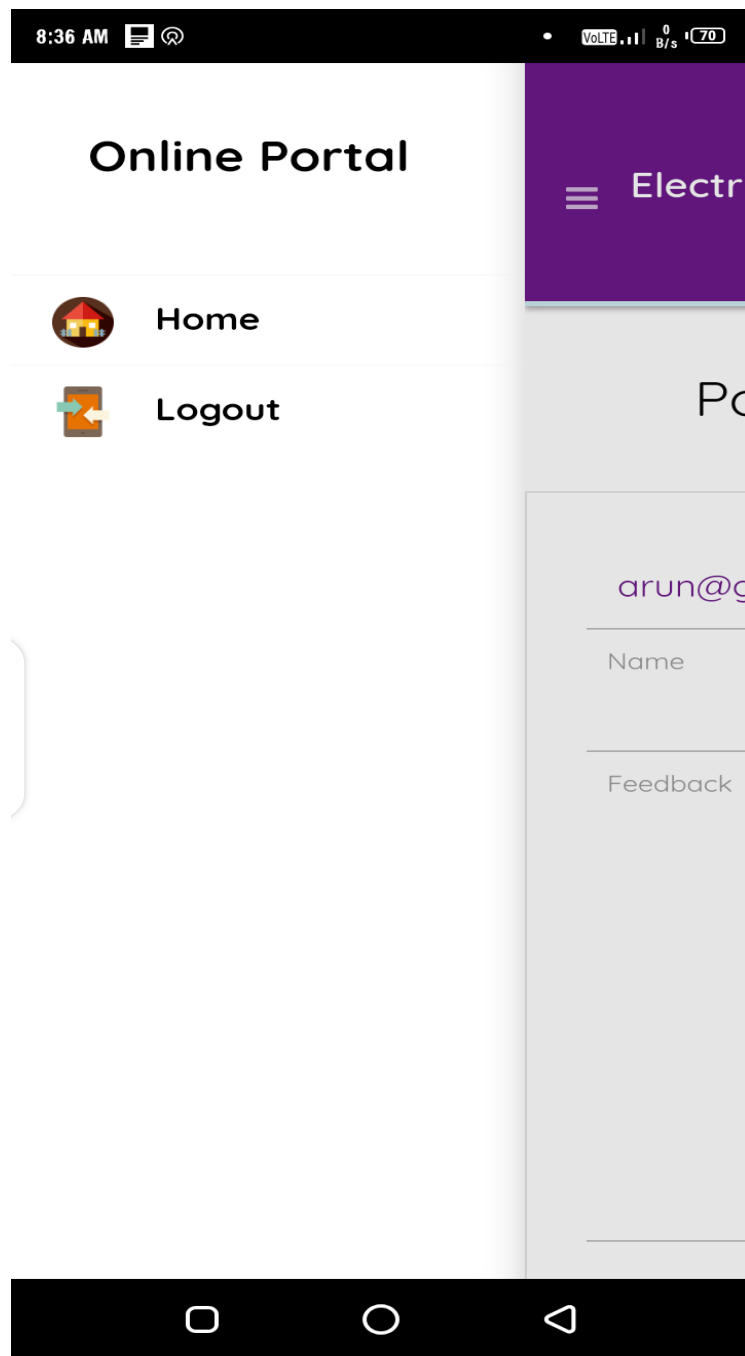 8:36 AM
VoLTE 0 B/s 70
Online Portal
Electr
Home
Po
Logout
arun@g
Name
Feedback